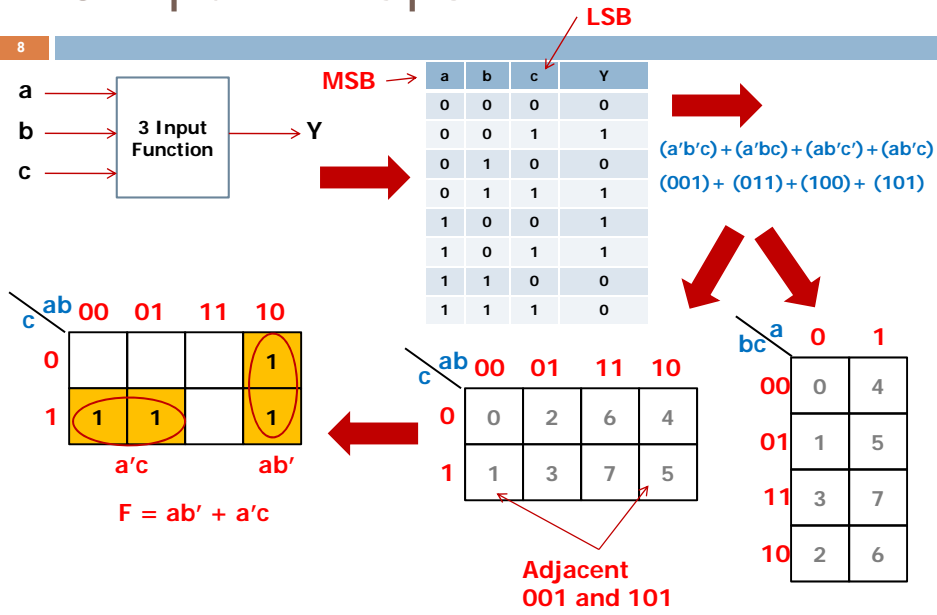 8
LSB
MSB
a
b
c
3 Input
Function
Y
a b c Y
0 0 0 0
0 0 1 1
0 1 0 0
0 1 1 1
1 0 0 1
1 0 1 1
1 1 0 0
1 1 1 0
(a'b'c)+(a'bc)+(ab'c')+(ab'c)
(001)+ (011)+(100)+ (101)
ab
c
00 01 11 10
0 1
1 1 1 1
a'c ab'
F = ab' + a'c
ab
c
00 01 11 10
0 0 2 6 4
1 1 3 7 5
Adjacent
001 and 101
a
bc
0 1
00 0 4
01 1 5
11 3 7
10 2 6